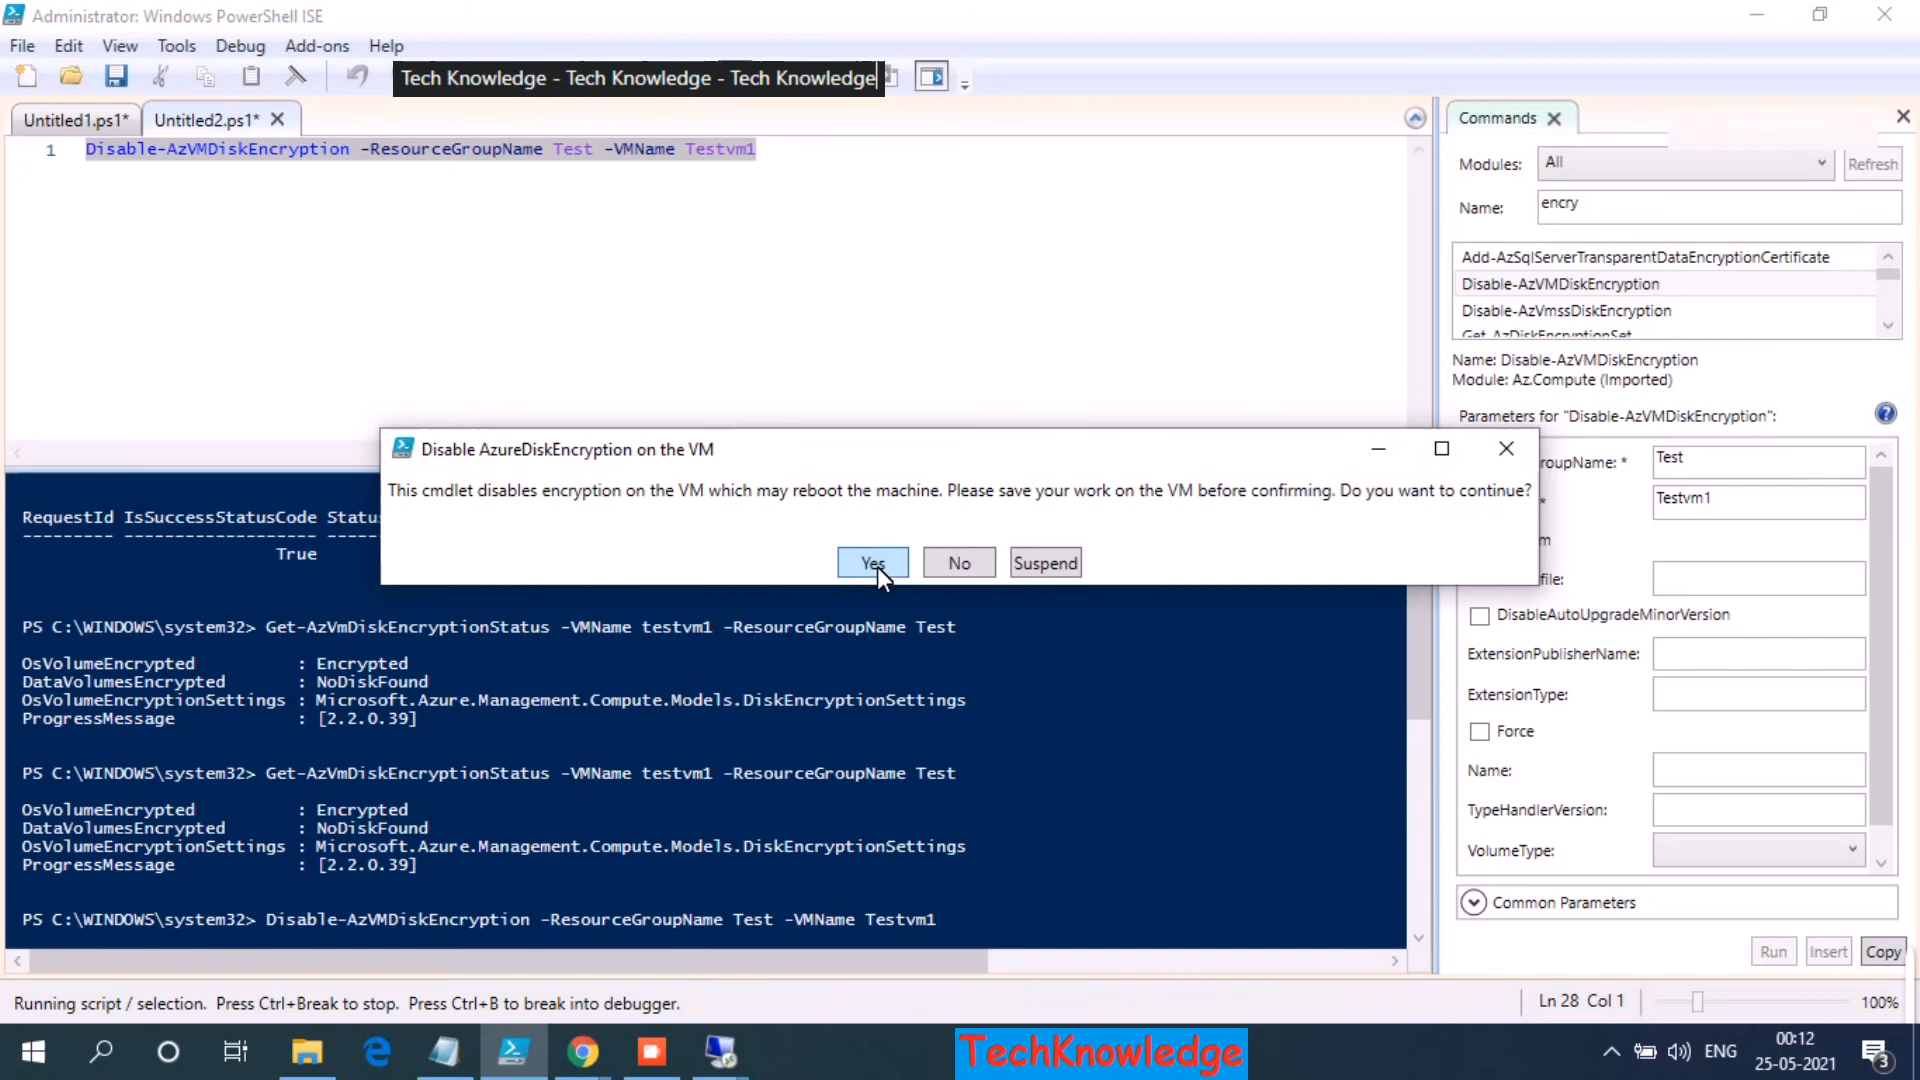 Administrator: Windows PowerShell ISE
File Edit View Tools Debug Add-ons Help
Tech Knowledge - Tech Knowledge - Tech Knowledge
Untitled1.ps1* Untitled2.ps1*
1 Disable-AzVMDiskEncryption -ResourceGroupName Test -VMName Testvm1
Commands
Modules: All Refresh
Name: encry
Add-AzSqlServerTransparentDataEncryptionCertificate
Disable-AzVMDiskEncryption
Disable-AzVmssDiskEncryption
Get-AzDiskEncryptionSet
Name: Disable-AzVMDiskEncryption
Module: Az.Compute (Imported)
Parameters for "Disable-AzVMDiskEncryption":
oupName: * Test
* Testvm1
m
file:
DisableAutoUpgradeMinorVersion
ExtensionPublisherName:
ExtensionType:
Force
Name:
TypeHandlerVersion:
VolumeType:
Common Parameters
Run Insert Copy
Disable AzureDiskEncryption on the VM
This cmdlet disables encryption on the VM which may reboot the machine. Please save your work on the VM before confirming. Do you want to continue?
Yes No Suspend
RequestId IsSuccessStatusCode Statu
--------- ------------------- -----
True
PS C:\WINDOWS\system32> Get-AzVmDiskEncryptionStatus -VMName testvm1 -ResourceGroupName Test
OsVolumeEncrypted : Encrypted
DataVolumesEncrypted : NoDiskFound
OsVolumeEncryptionSettings : Microsoft.Azure.Management.Compute.Models.DiskEncryptionSettings
ProgressMessage : [2.2.0.39]
PS C:\WINDOWS\system32> Get-AzVmDiskEncryptionStatus -VMName testvm1 -ResourceGroupName Test
OsVolumeEncrypted : Encrypted
DataVolumesEncrypted : NoDiskFound
OsVolumeEncryptionSettings : Microsoft.Azure.Management.Compute.Models.DiskEncryptionSettings
ProgressMessage : [2.2.0.39]
PS C:\WINDOWS\system32> Disable-AzVMDiskEncryption -ResourceGroupName Test -VMName Testvm1
Running script / selection. Press Ctrl+Break to stop. Press Ctrl+B to break into debugger.
Ln 28 Col 1 100%
TechKnowledge
ENG
00:12
25-05-2021
3